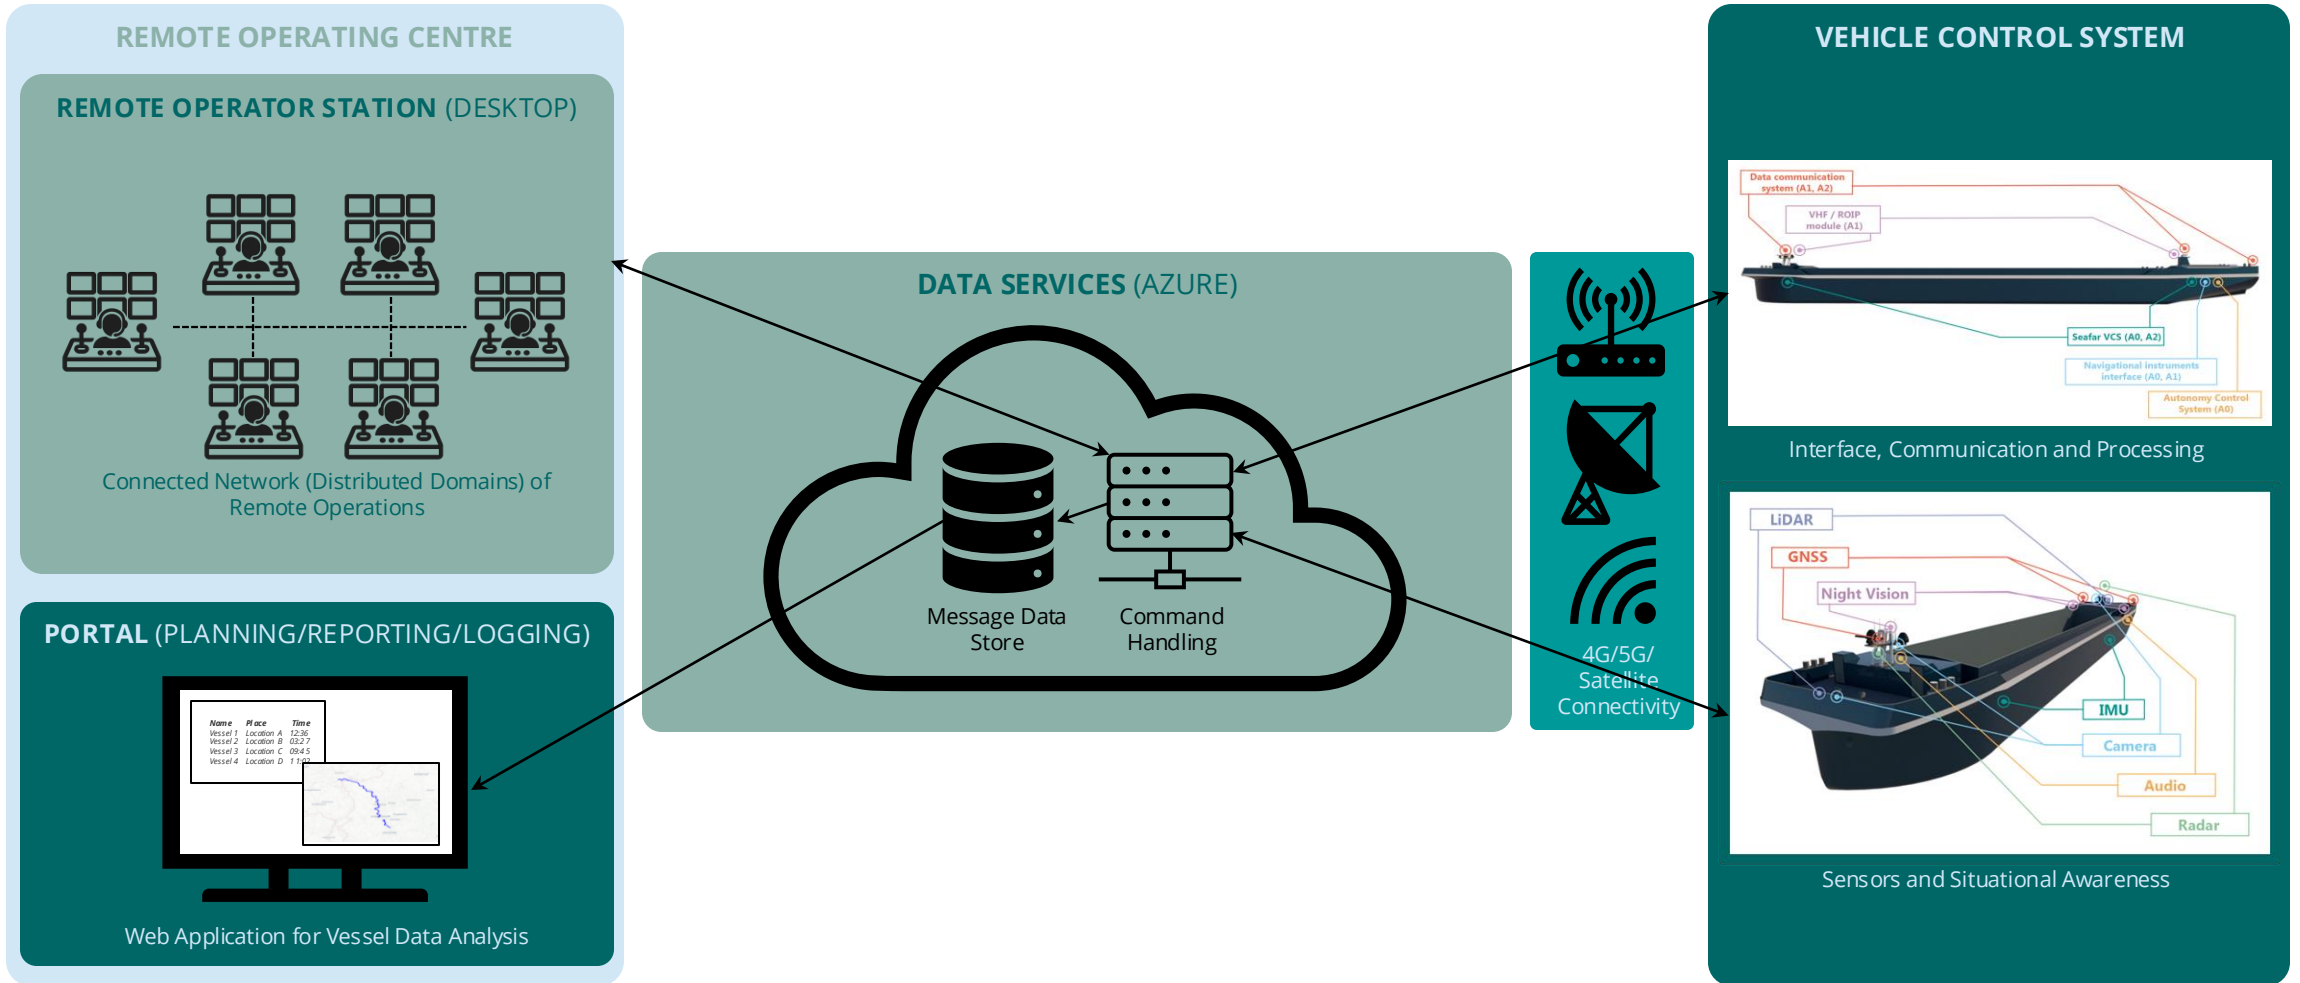 REMOTE OPERATING CENTRE
REMOTE OPERATOR STATION (DESKTOP)
Connected Network (Distributed Domains) of
Remote Operations
PORTAL (PLANNING/REPORTING/LOGGING)
Name Place Time
Vessel 1 Location A 12:36
Vessel 2 Location B 03:27
Vessel 3 Location C 09:45
Vessel 4 Location D
Web Application for Vessel Data Analysis
DATA SERVICES (AZURE)
Message Data
Store
Command
Handling
4G/5G/
Satellite
Connectivity
VEHICLE CONTROL SYSTEM
Data communication
system (A1, A2)
VHF / ROIP
module (A1)
Seafar VCS (A0, A2)
Navigational instruments
interface (A0, A1)
Autonomy Control
System (A0)
Interface, Communication and Processing
LiDAR
GNSS
Night Vision
IMU
Camera
Audio
Radar
Sensors and Situational Awareness